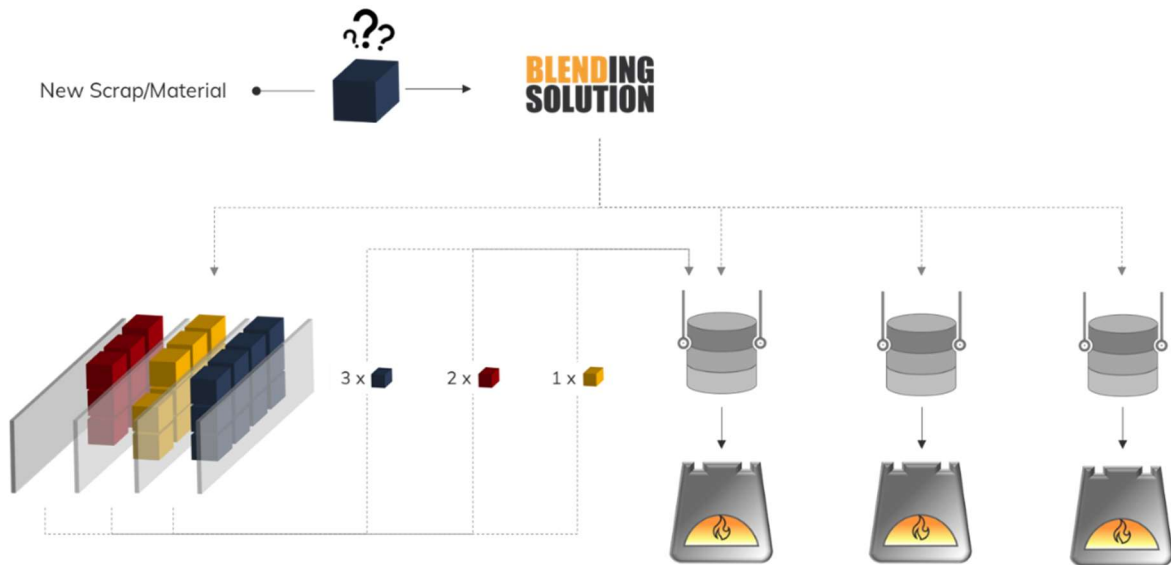 ???
New Scrap/Material
BLENDING
SOLUTION
3 x
2 x
1 x